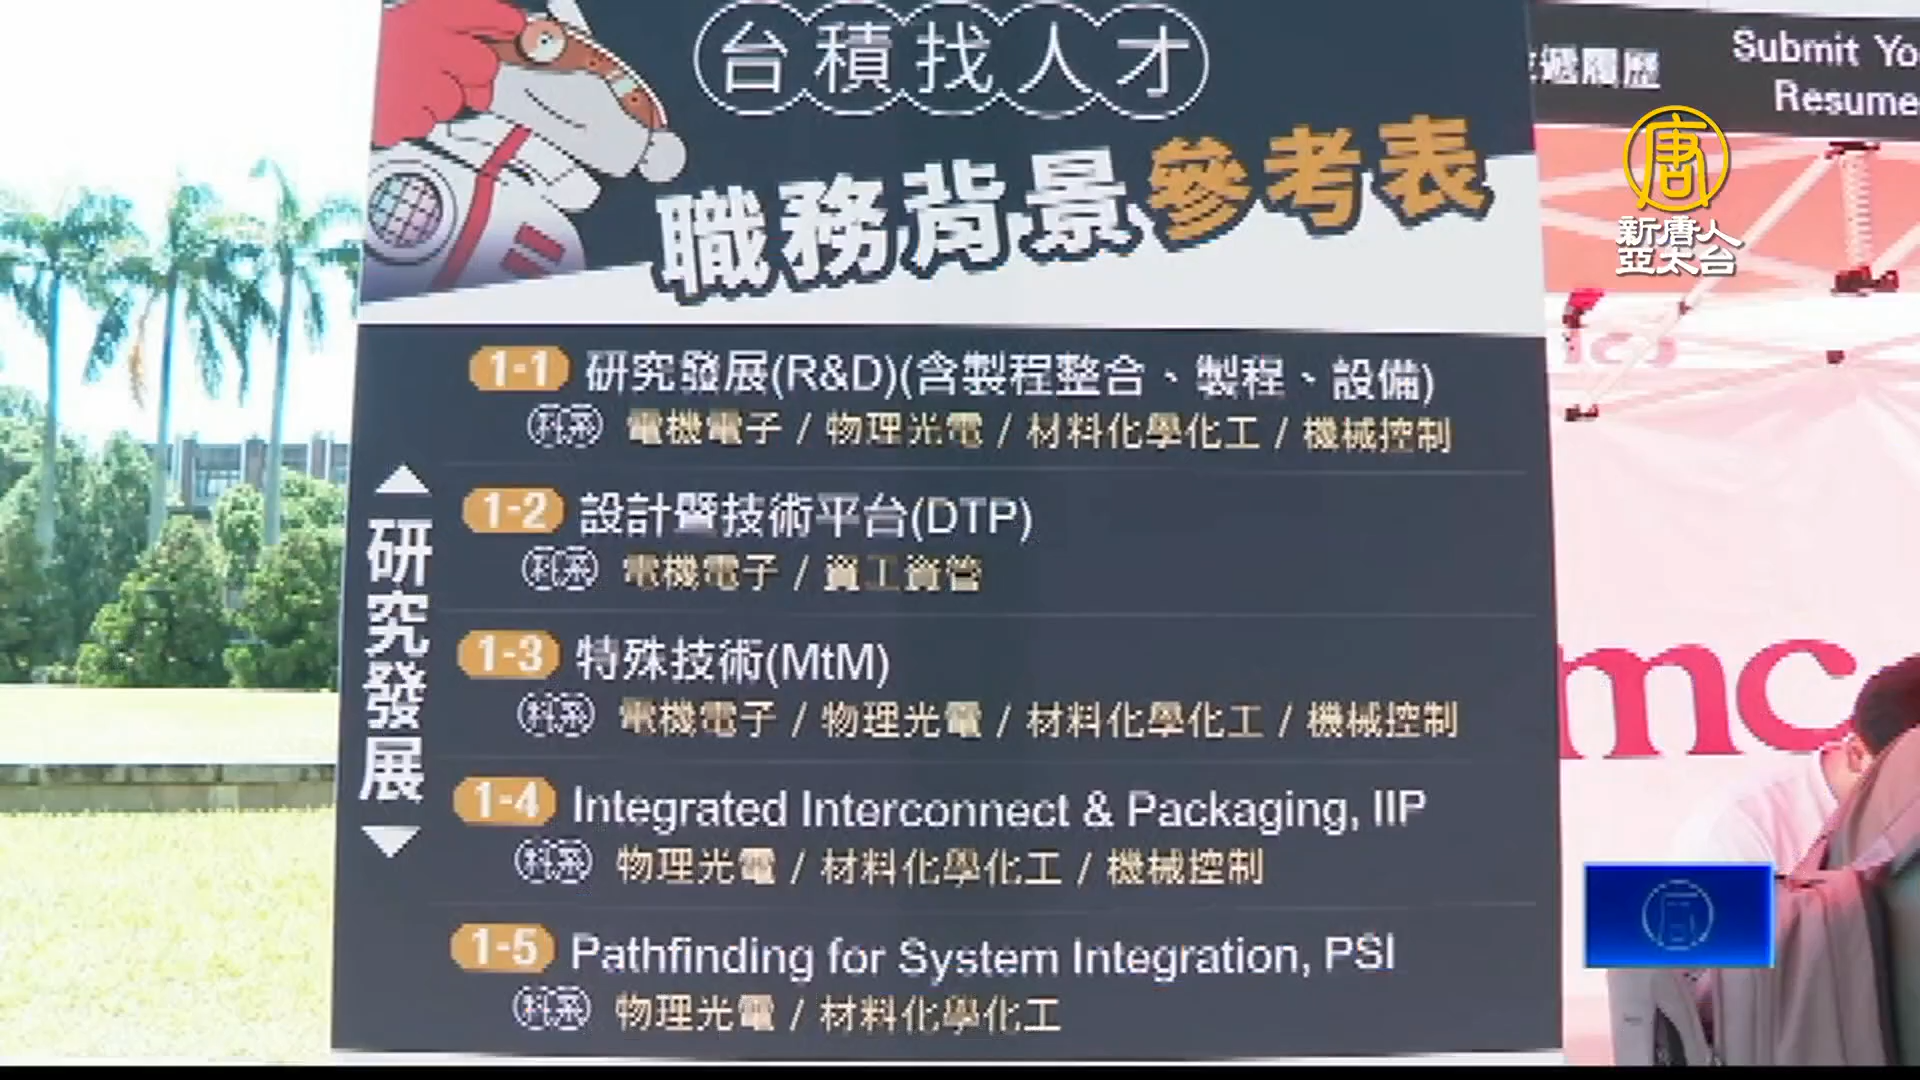 台積找人才
職務背景參考表
研究發展
1-1 研究發展(R&D)(含製程整合、製程、設備)
科系 電機電子 / 物理光電 / 材料化學化工 / 機械控制
1-2 設計暨技術平台(DTP)
科系 電機電子 / 資工資管
1-3 特殊技術(MtM)
科系 電機電子 / 物理光電 / 材料化學化工 / 機械控制
1-4 Integrated Interconnect & Packaging, IIP
科系 物理光電 / 材料化學化工 / 機械控制
1-5 Pathfinding for System Integration, PSI
科系 物理光電 / 材料化學化工
遞履歷
Submit Yo
Resume
唐
新唐人
亞太台
mc